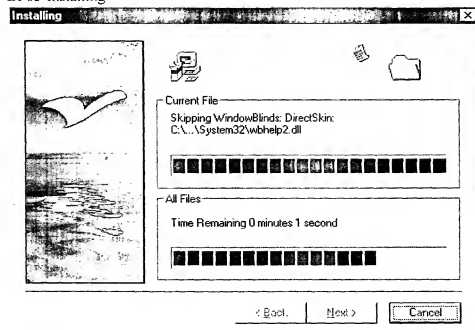 Installing
Current File
Skipping WindowBlinds: DirectSkin:
C:\...\System32\wbhelp2.dll
All Files
Time Remaining 0 minutes 1 second
< Back
Next >
Cancel